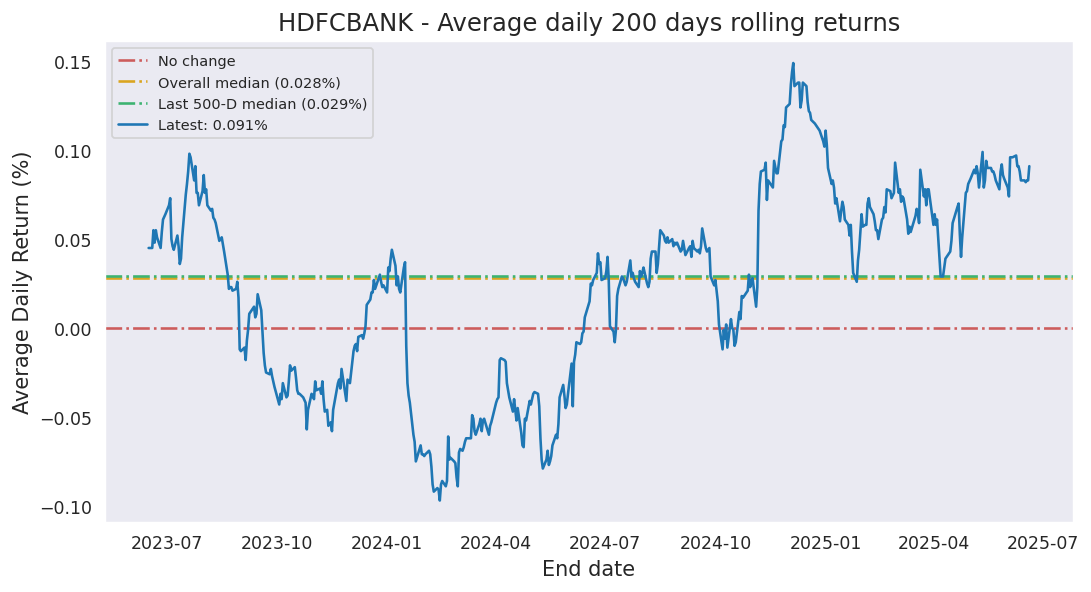 HDFCBANK - Average daily 200 days rolling returns
No change
Overall median (0.028%)
Last 500-D median (0.029%)
Latest: 0.091%
Average Daily Return (%)
0.15
0.10
0.05
0.00
−0.05
−0.10
2023-07 2023-10 2024-01 2024-04 2024-07 2024-10 2025-01 2025-04 2025-07
End date